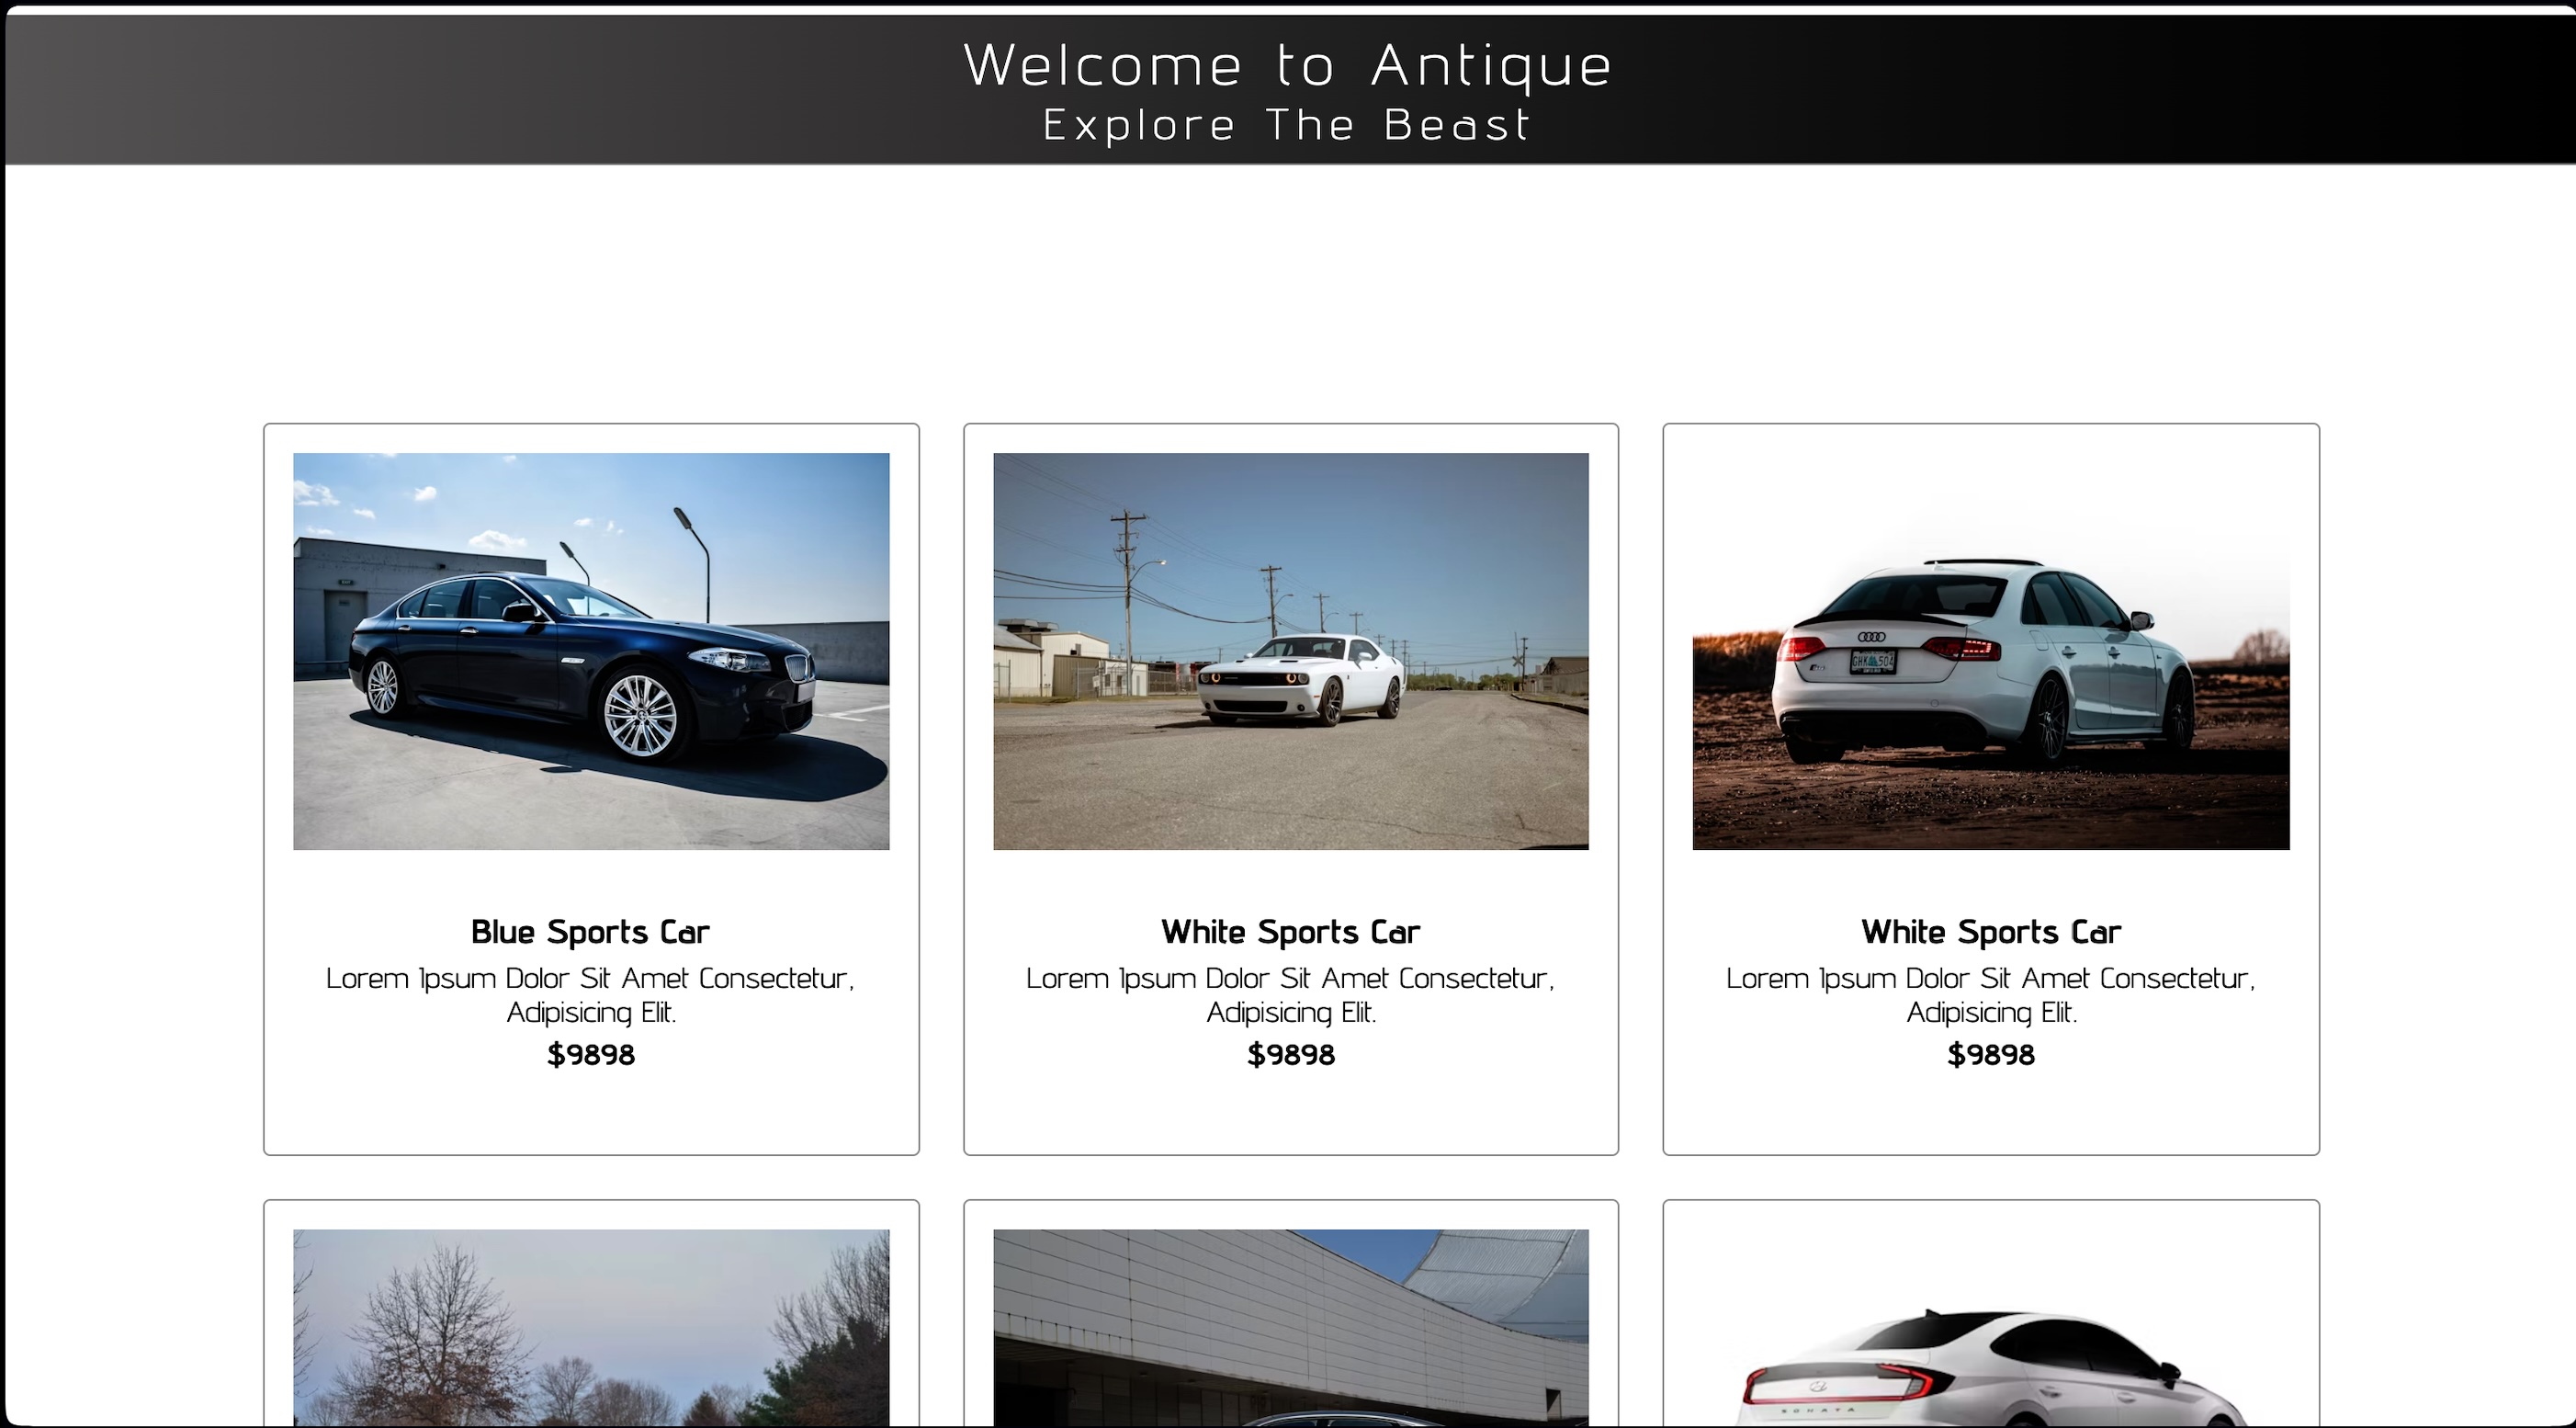 Welcome to Antique
Explore The Beast
Blue Sports Car
Lorem Ipsum Dolor Sit Amet Consectetur,
Adipisicing Elit.
$9898
White Sports Car
Lorem Ipsum Dolor Sit Amet Consectetur,
Adipisicing Elit.
$9898
White Sports Car
Lorem Ipsum Dolor Sit Amet Consectetur,
Adipisicing Elit.
$9898
SONATA